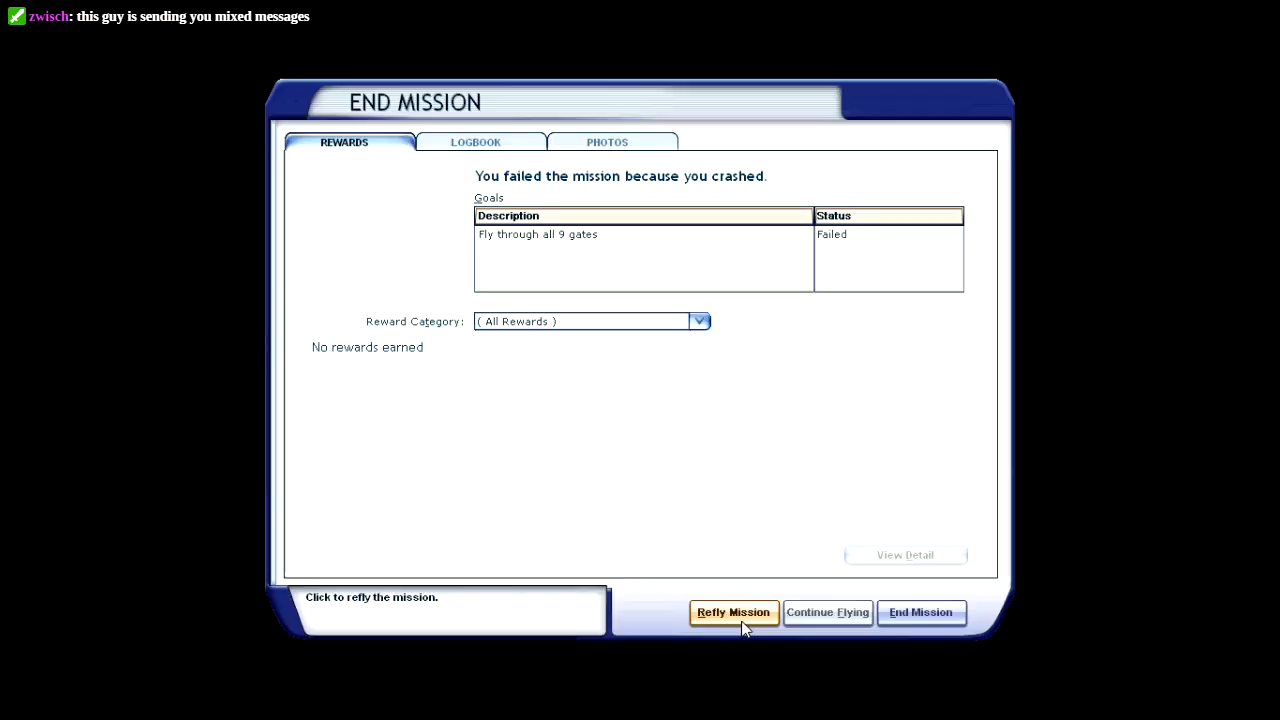 zwisch: this guy is sending you mixed messages
END MISSION
REWARDS LOGBOOK PHOTOS
You failed the mission because you crashed.
Goals
Description Status
Fly through all 9 gates Failed
Reward Category: ( All Rewards )
No rewards earned
View Detail
Click to refly the mission.
Refly Mission Continue Flying End Mission